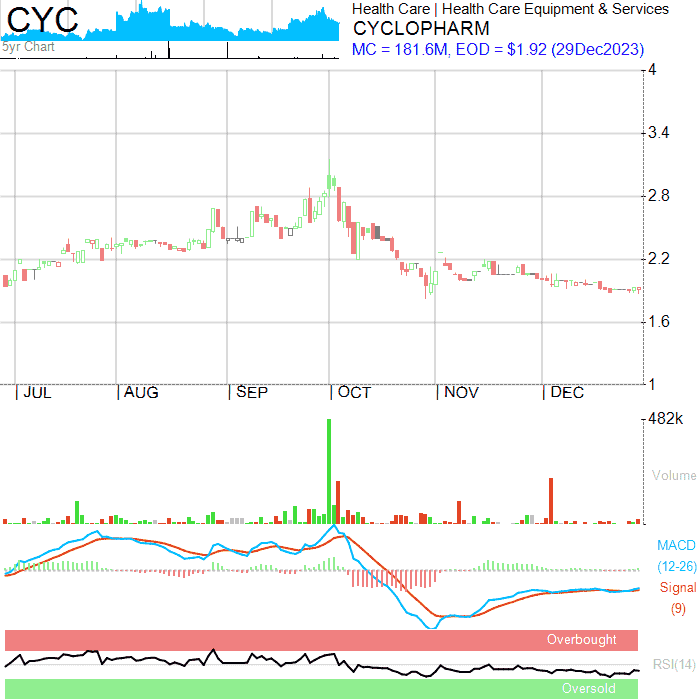 CYC
5yr Chart
Health Care | Health Care Equipment & Services
CYCLOPHARM
MC = 181.6M, EOD = $1.92 (29Dec2023)
4
3.4
2.8
2.2
1.6
1
JUL AUG SEP OCT NOV DEC
482k
Volume
MACD
(12-26)
Signal
(9)
Overbought
RSI(14)
Oversold